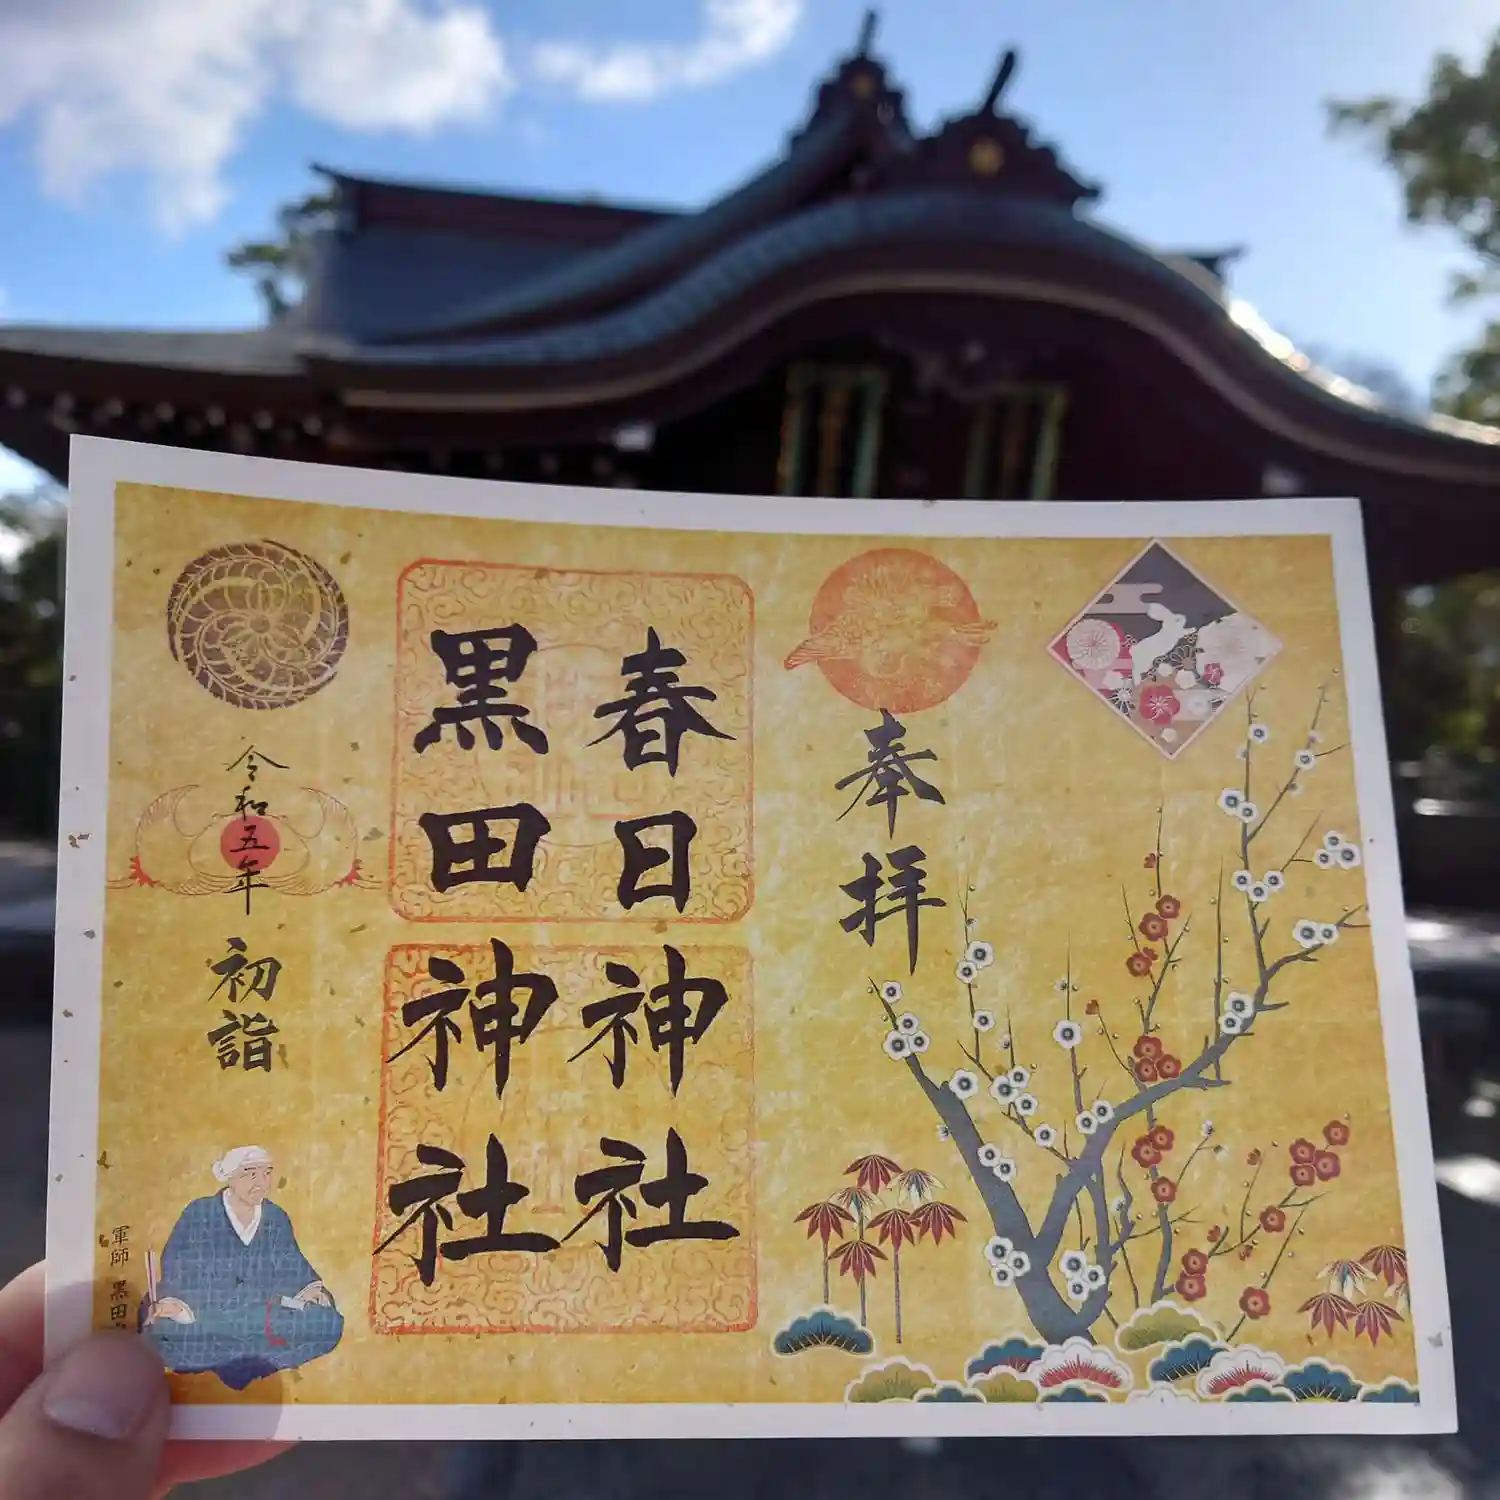 奉拝
春日神社
黒田神社
令和五年
初詣
軍師 黒田